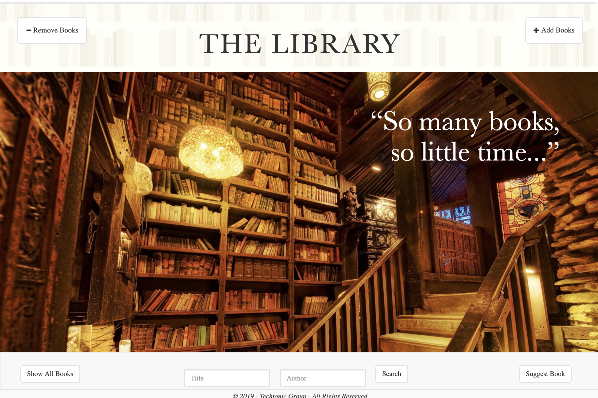 − Remove Books
+ Add Books
THE LIBRARY
“So many books,
so little time...”
Show All Books
Title
Author
Search
Suggest Book
© 2019 - Techtronic Group - All Rights Reserved